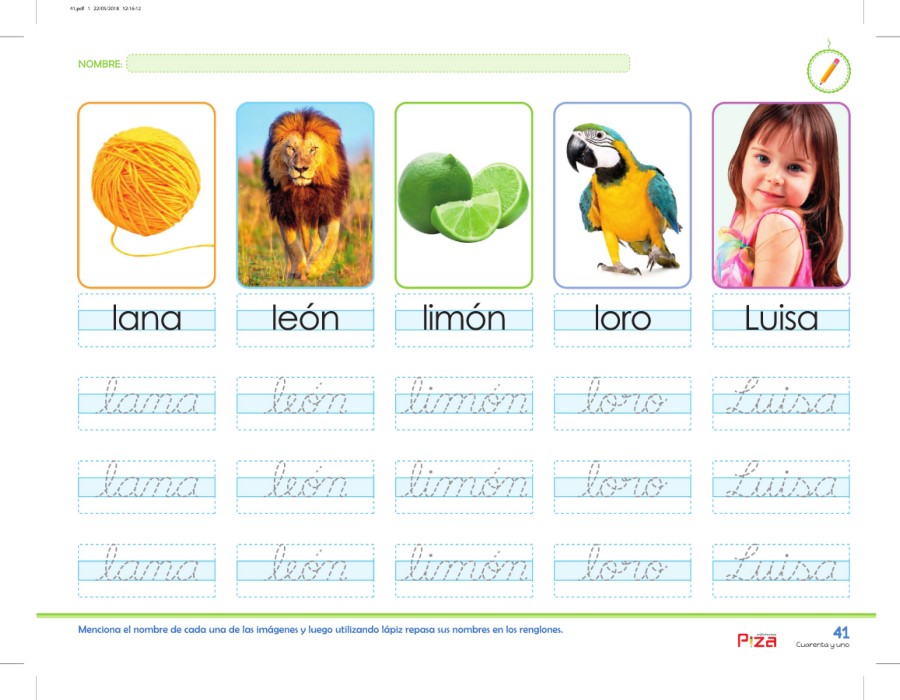 41.pdf 1 22/05/2018 12:16:12
NOMBRE:
lana león limón loro Luisa
lana león limón loro Luisa
lana león limón loro Luisa
lana león limón loro Luisa
Menciona el nombre de cada una de las imágenes y luego utilizando lápiz repasa sus nombres en los renglones.
Piza
41
Cuarenta y uno